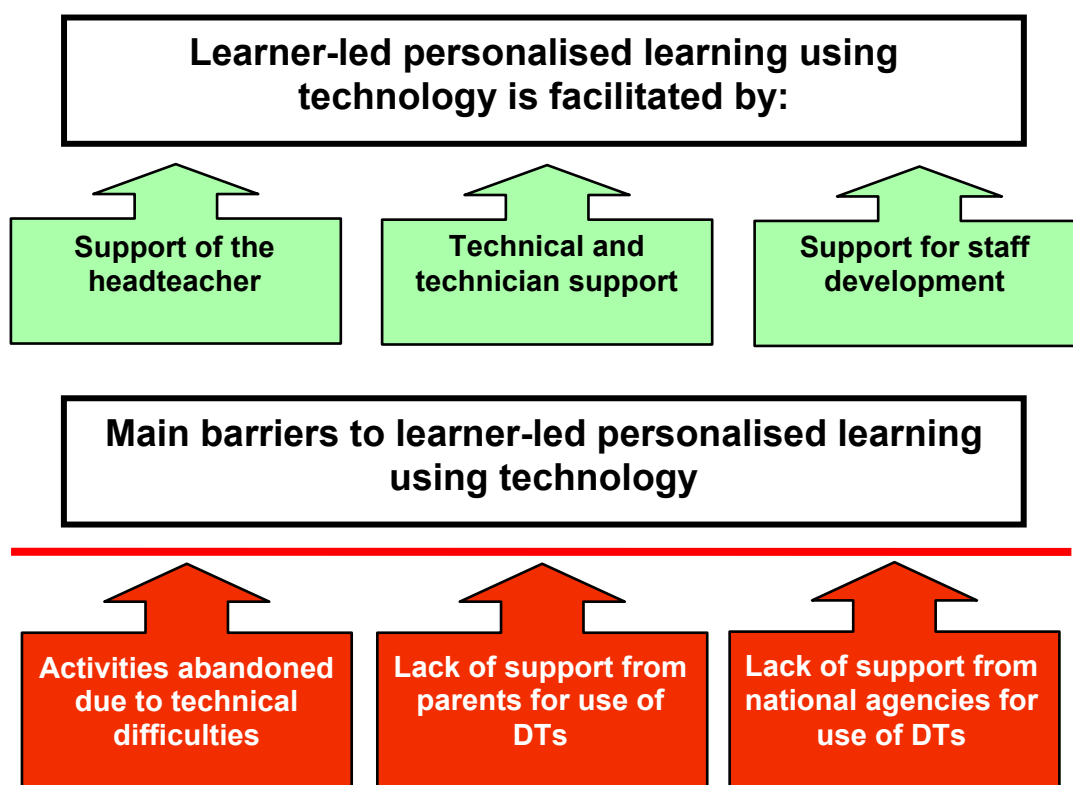 Learner-led personalised learning using
technology is facilitated by:
Support of the
headteacher
Technical and
technician support
Support for staff
development
Main barriers to learner-led personalised learning
using technology
Activities abandoned
due to technical
difficulties
Lack of support from
parents for use of
DTs
Lack of support from
national agencies for
use of DTs